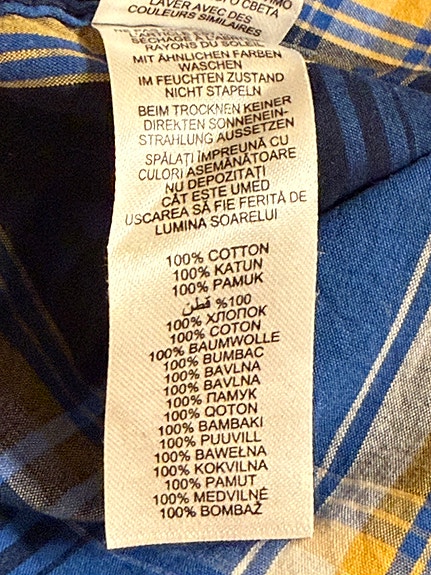 LAVER AVEC DES
COULEURS SIMILAIRES
RAYONS DU SOLEIL
MIT ÄHNLICHEN FARBEN
WASCHEN
IM FEUCHTEN ZUSTAND
NICHT STAPELN
BEIM TROCKNEN KEINER
DIREKTEN SONNENEIN-
STRAHLUNG AUSSETZEN
SPĂLAȚI ÎMPREUNĂ CU
CULORI ASEMĂNĂTOARE
NU DEPOZITAȚI
CÂT ESTE UMED
USCAREA SĂ FIE FERITĂ DE
LUMINA SOARELUI
100% COTTON
100% KATUN
100% PAMUK
%100 قطن
100% ХЛОПОК
100% COTON
100% BAUMWOLLE
100% BUMBAC
100% BAVLNA
100% BAVLNA
100% ПАМУК
100% QOTON
100% BAMBAKI
100% PUUVILL
100% BAWEŁNA
100% KOKVILNA
100% PAMUT
100% MEDVILNĖ
100% BOMBAŽ